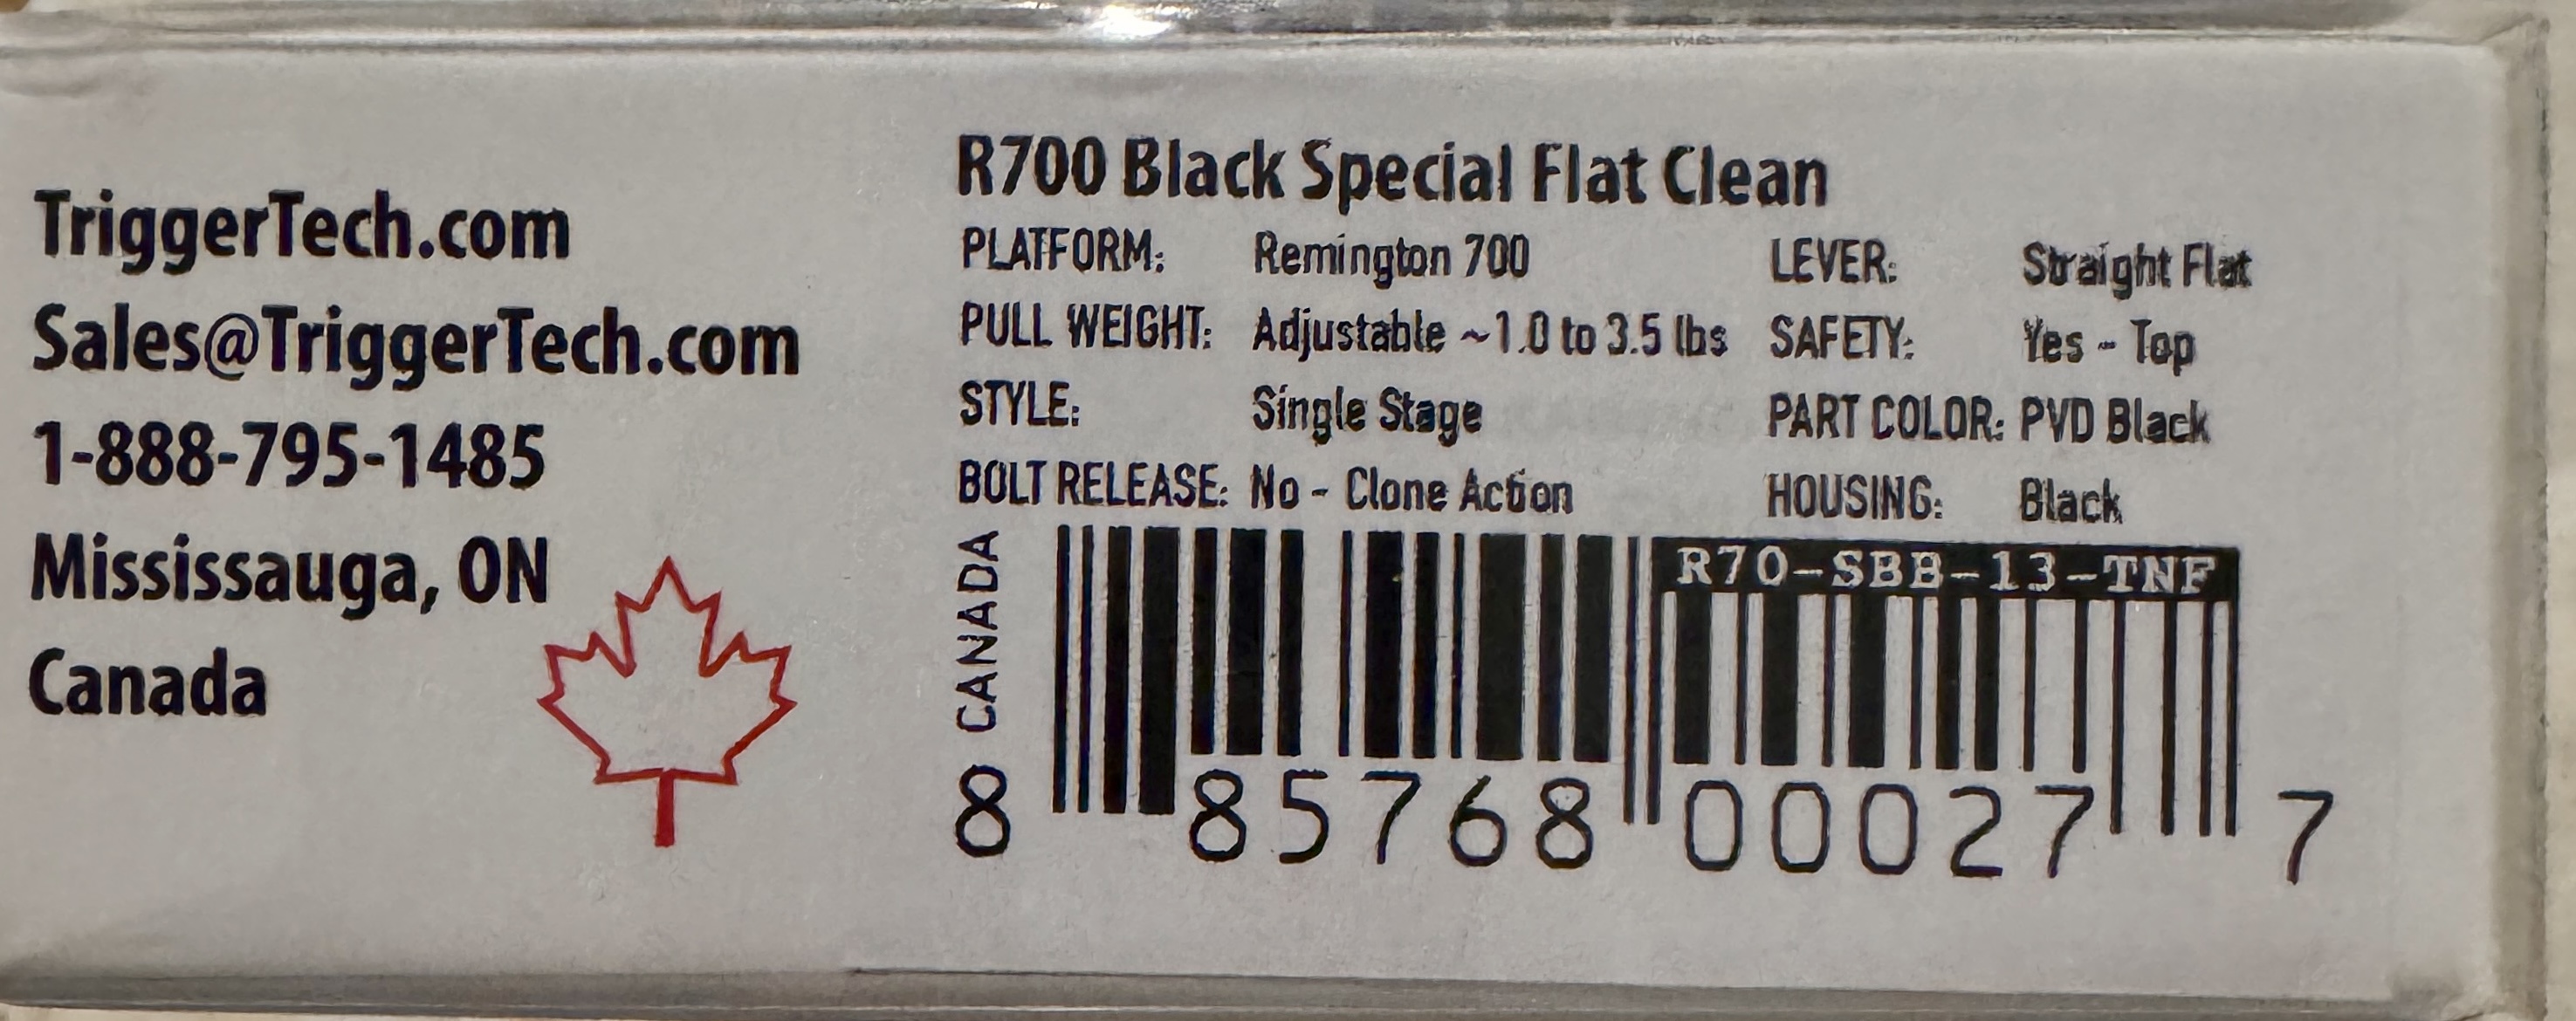 TriggerTech.com
Sales@TriggerTech.com
1-888-795-1485
Mississauga, ON
Canada
R700 Black Special Flat Clean
PLATFORM: Remington 700 LEVER: Straight Flat
PULL WEIGHT: Adjustable ~1.0 to 3.5 lbs SAFETY: Yes - Top
STYLE: Single Stage PART COLOR: PVD Black
BOLT RELEASE: No - Clone Action HOUSING: Black
CANADA
R70-SBB-13-TNF
8 85768 00027 7